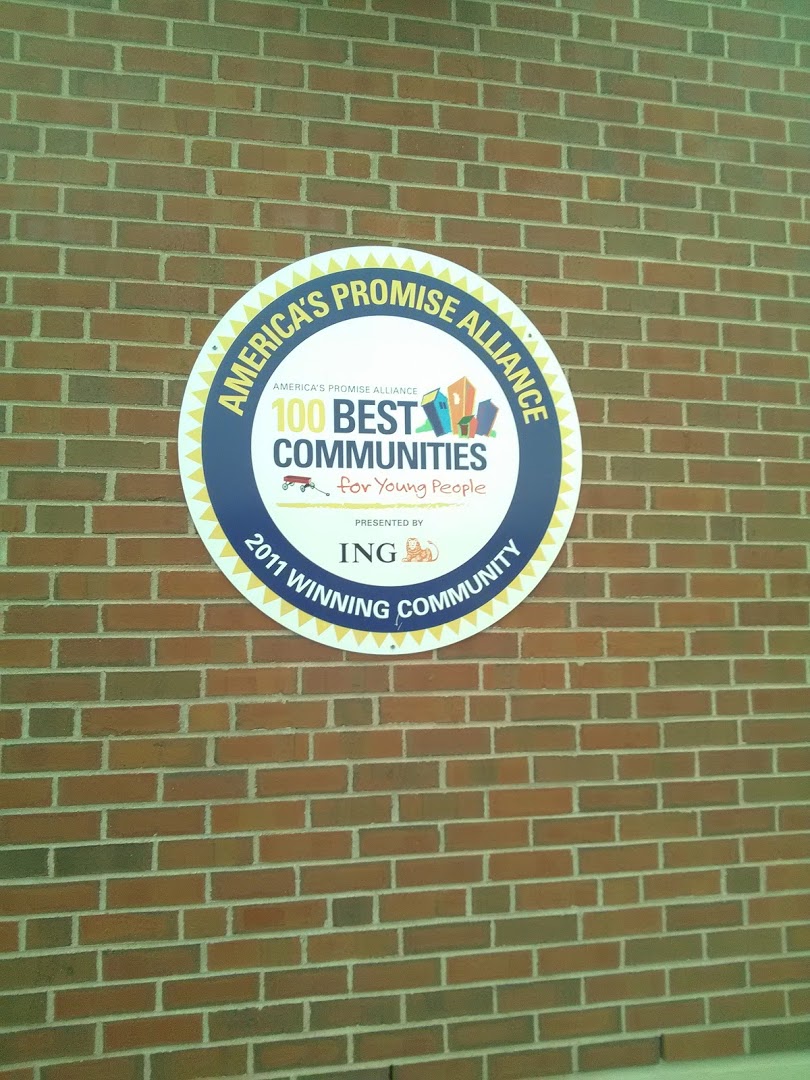 AMERICA'S PROMISE ALLIANCE
AMERICA'S PROMISE ALLIANCE
100 BEST
COMMUNITIES
for Young People
PRESENTED BY
ING
2011 WINNING COMMUNITY